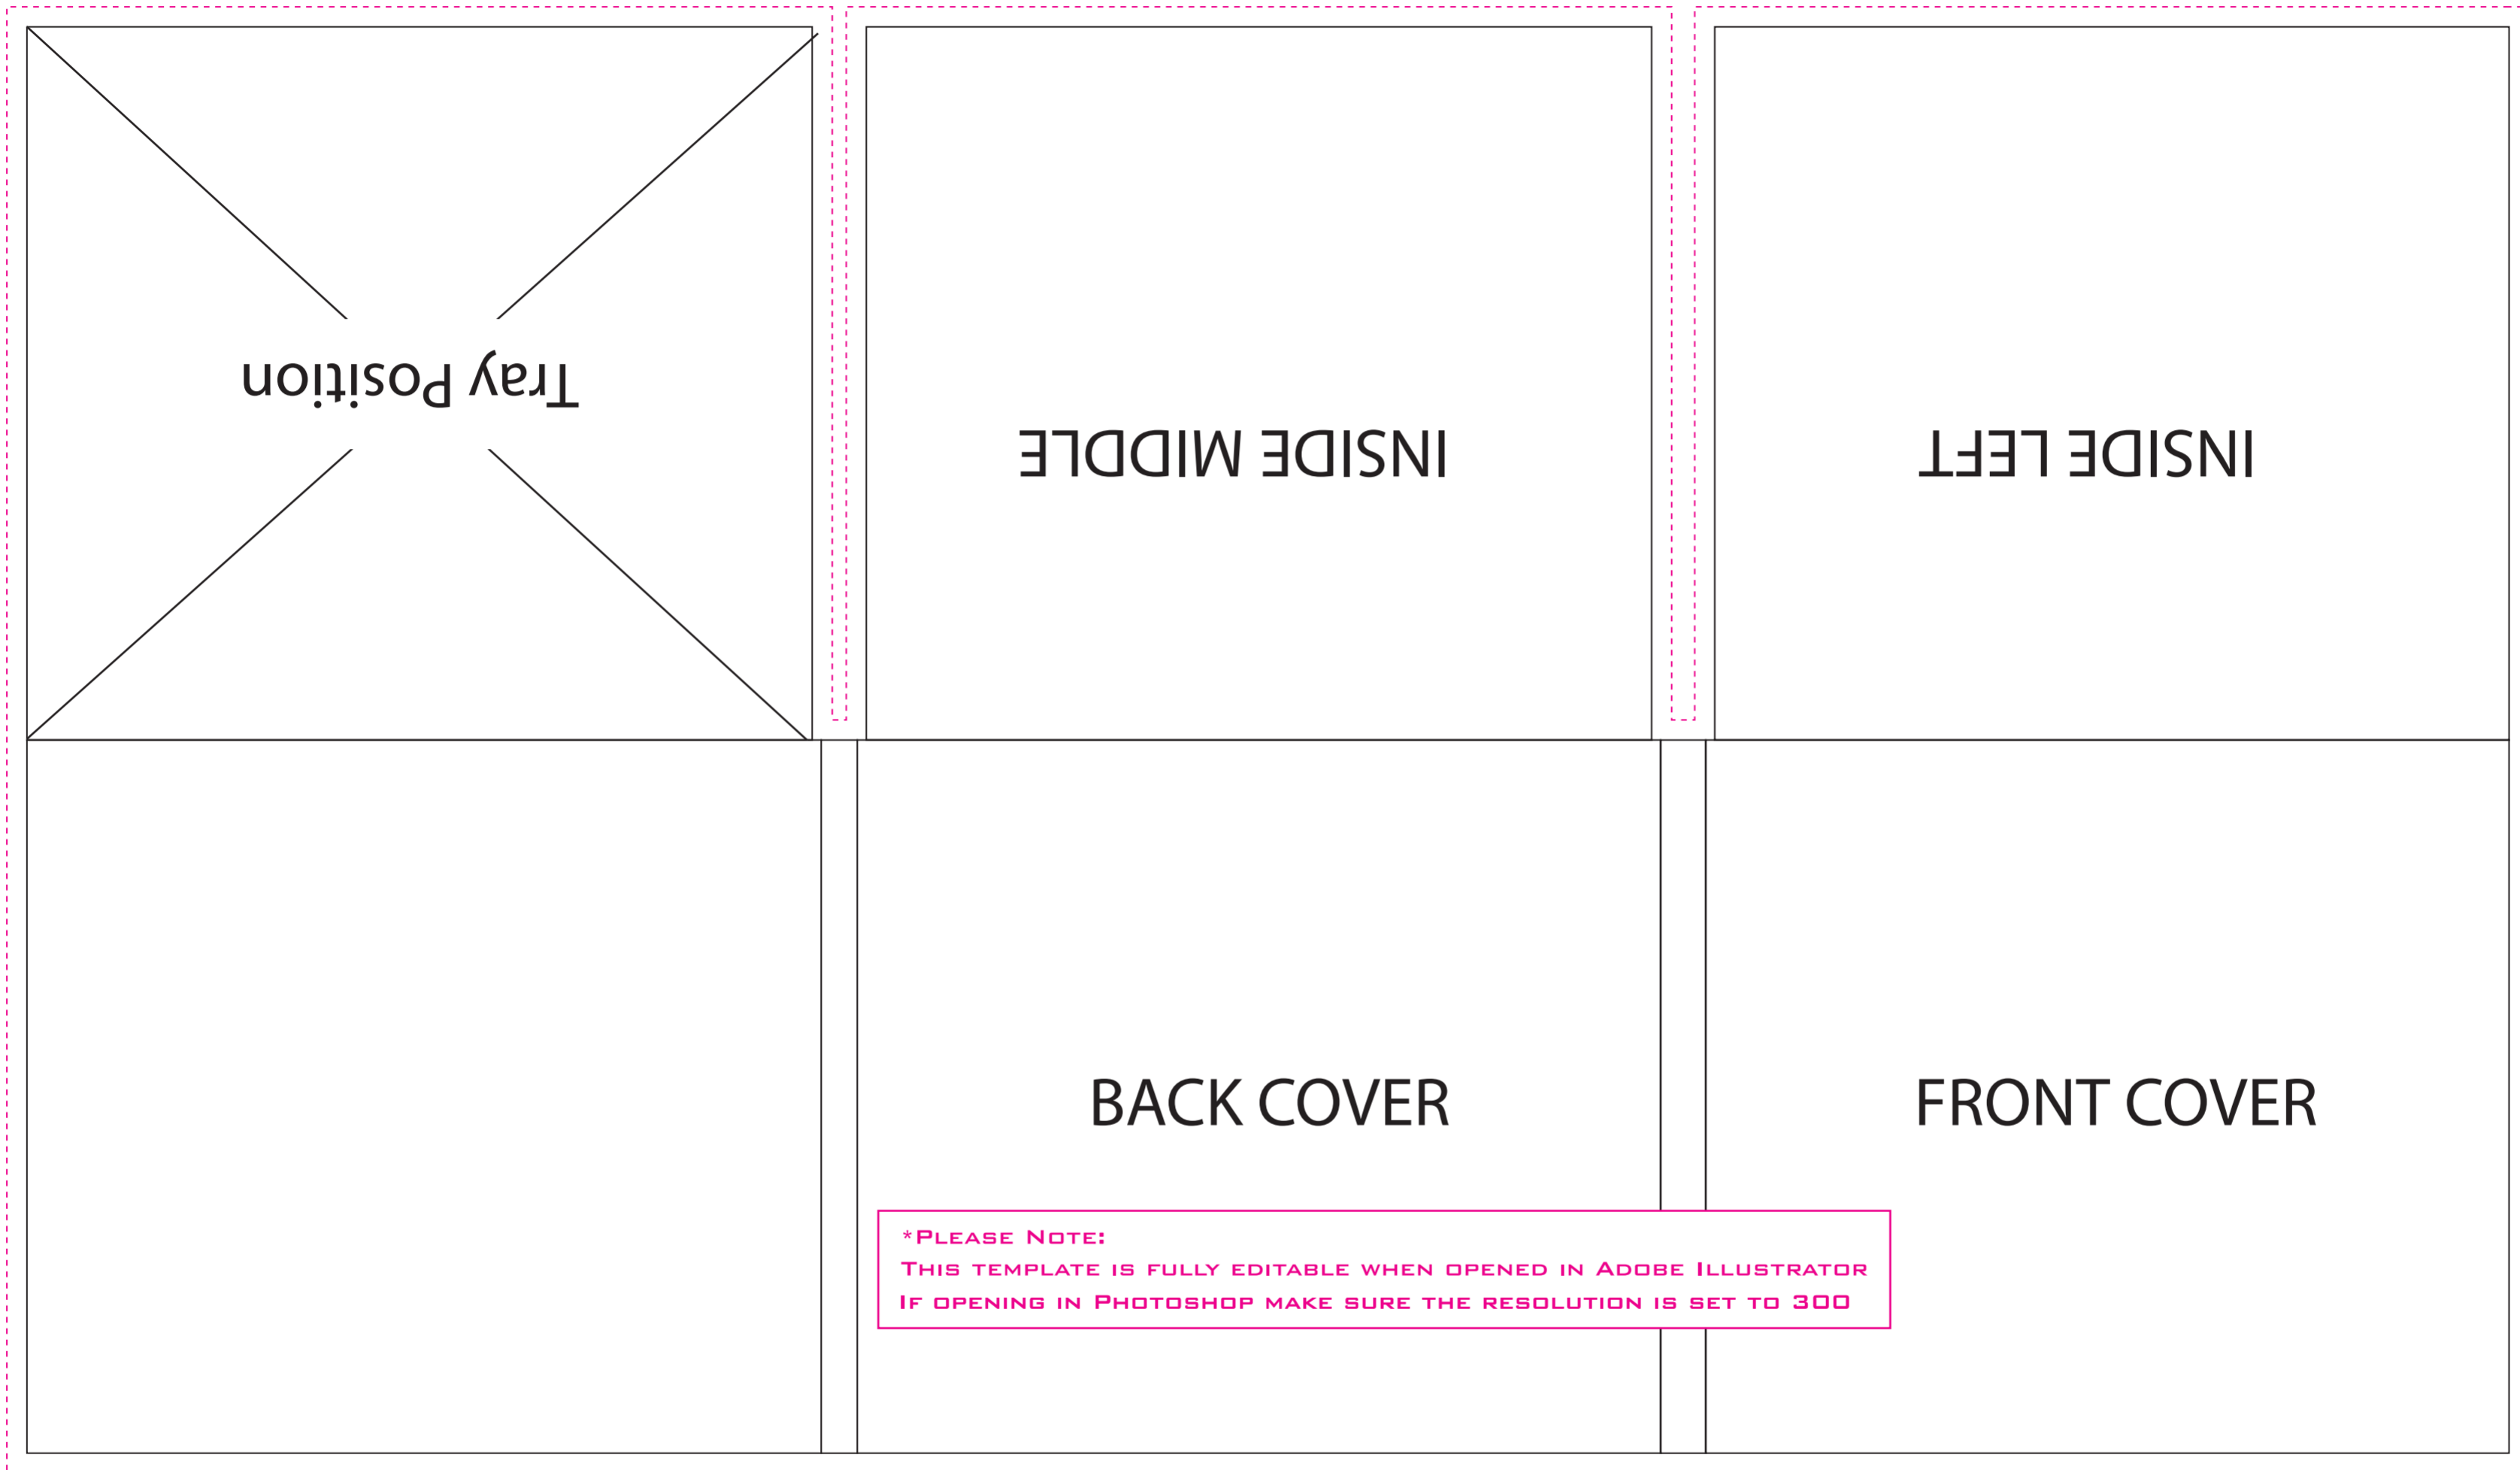 Tray Position
INSIDE MIDDLE
INSIDE LEFT
BACK COVER
FRONT COVER
*Please Note:
This template is fully editable when opened in Adobe Illustrator
If opening in Photoshop make sure the resolution is set to 300